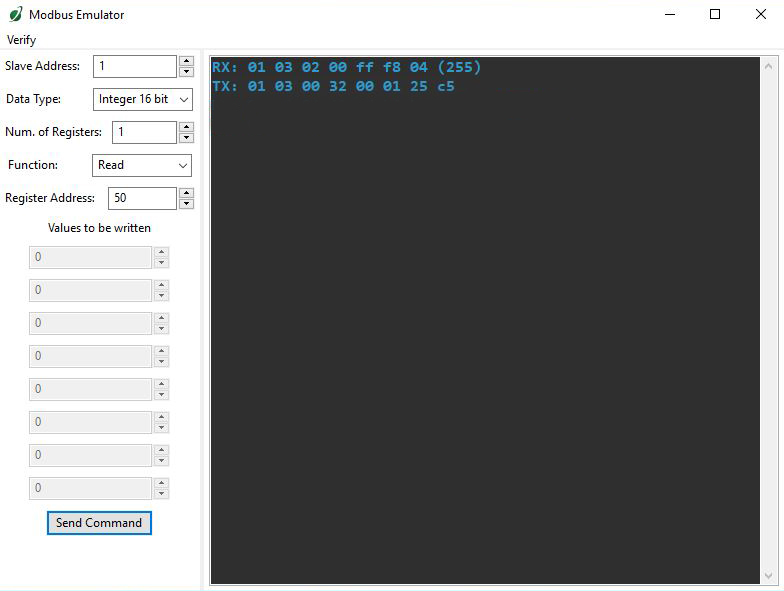 Modbus Emulator
Verify
Slave Address: 1
Data Type: Integer 16 bit
Num. of Registers: 1
Function: Read
Register Address: 50
Values to be written
0
0
0
0
0
0
0
0
Send Command
RX: 01 03 02 00 ff f8 04 (255)
TX: 01 03 00 32 00 01 25 c5